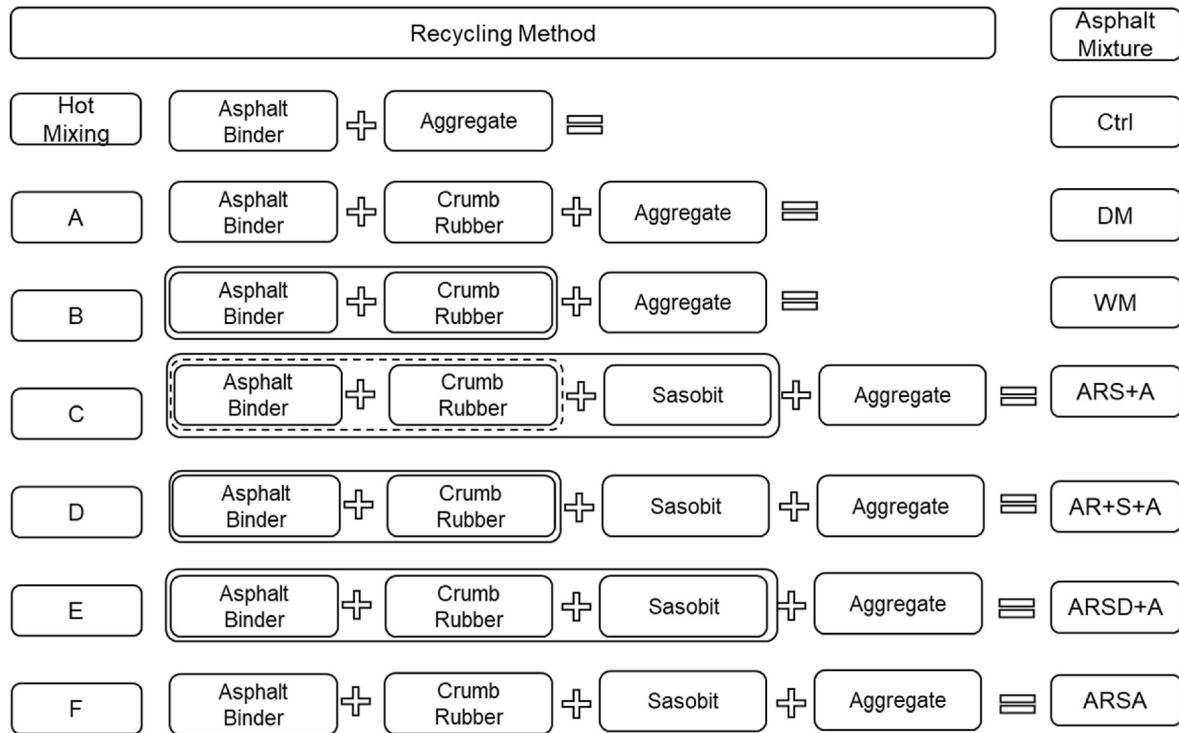 Recycling Method
Asphalt
Mixture
Hot
Mixing
Asphalt
Binder
+
Aggregate
=
Ctrl
A
Asphalt
Binder
+
Crumb
Rubber
+
Aggregate
=
DM
B
Asphalt
Binder
+
Crumb
Rubber
+
Aggregate
=
WM
C
Asphalt
Binder
+
Crumb
Rubber
+
Sasobit
+
Aggregate
=
ARS+A
D
Asphalt
Binder
+
Crumb
Rubber
+
Sasobit
+
Aggregate
=
AR+S+A
E
Asphalt
Binder
+
Crumb
Rubber
+
Sasobit
+
Aggregate
=
ARSD+A
F
Asphalt
Binder
+
Crumb
Rubber
+
Sasobit
+
Aggregate
=
ARSA